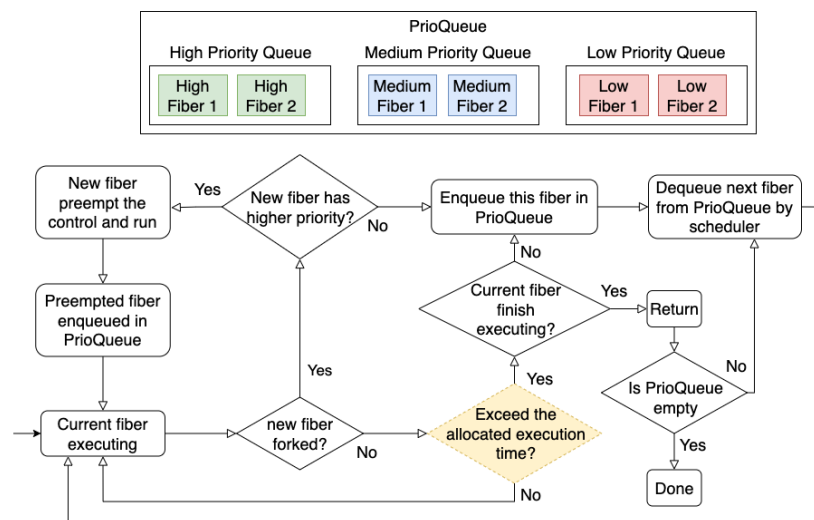 PrioQueue
High Priority Queue
Medium Priority Queue
Low Priority Queue
High
Fiber 1
High
Fiber 2
Medium
Fiber 1
Medium
Fiber 2
Low
Fiber 1
Low
Fiber 2
New fiber
preempt the
control and run
Yes
New fiber has
higher priority?
No
Enqueue this fiber in
PrioQueue
Dequeue next fiber
from PrioQueue by
scheduler
No
Preempted fiber
enqueued in
PrioQueue
Current fiber
finish
executing?
Yes
Return
Yes
Yes
No
Is PrioQueue
empty
Current fiber
executing
new fiber
forked?
No
Exceed the
allocated execution
time?
Yes
No
Done